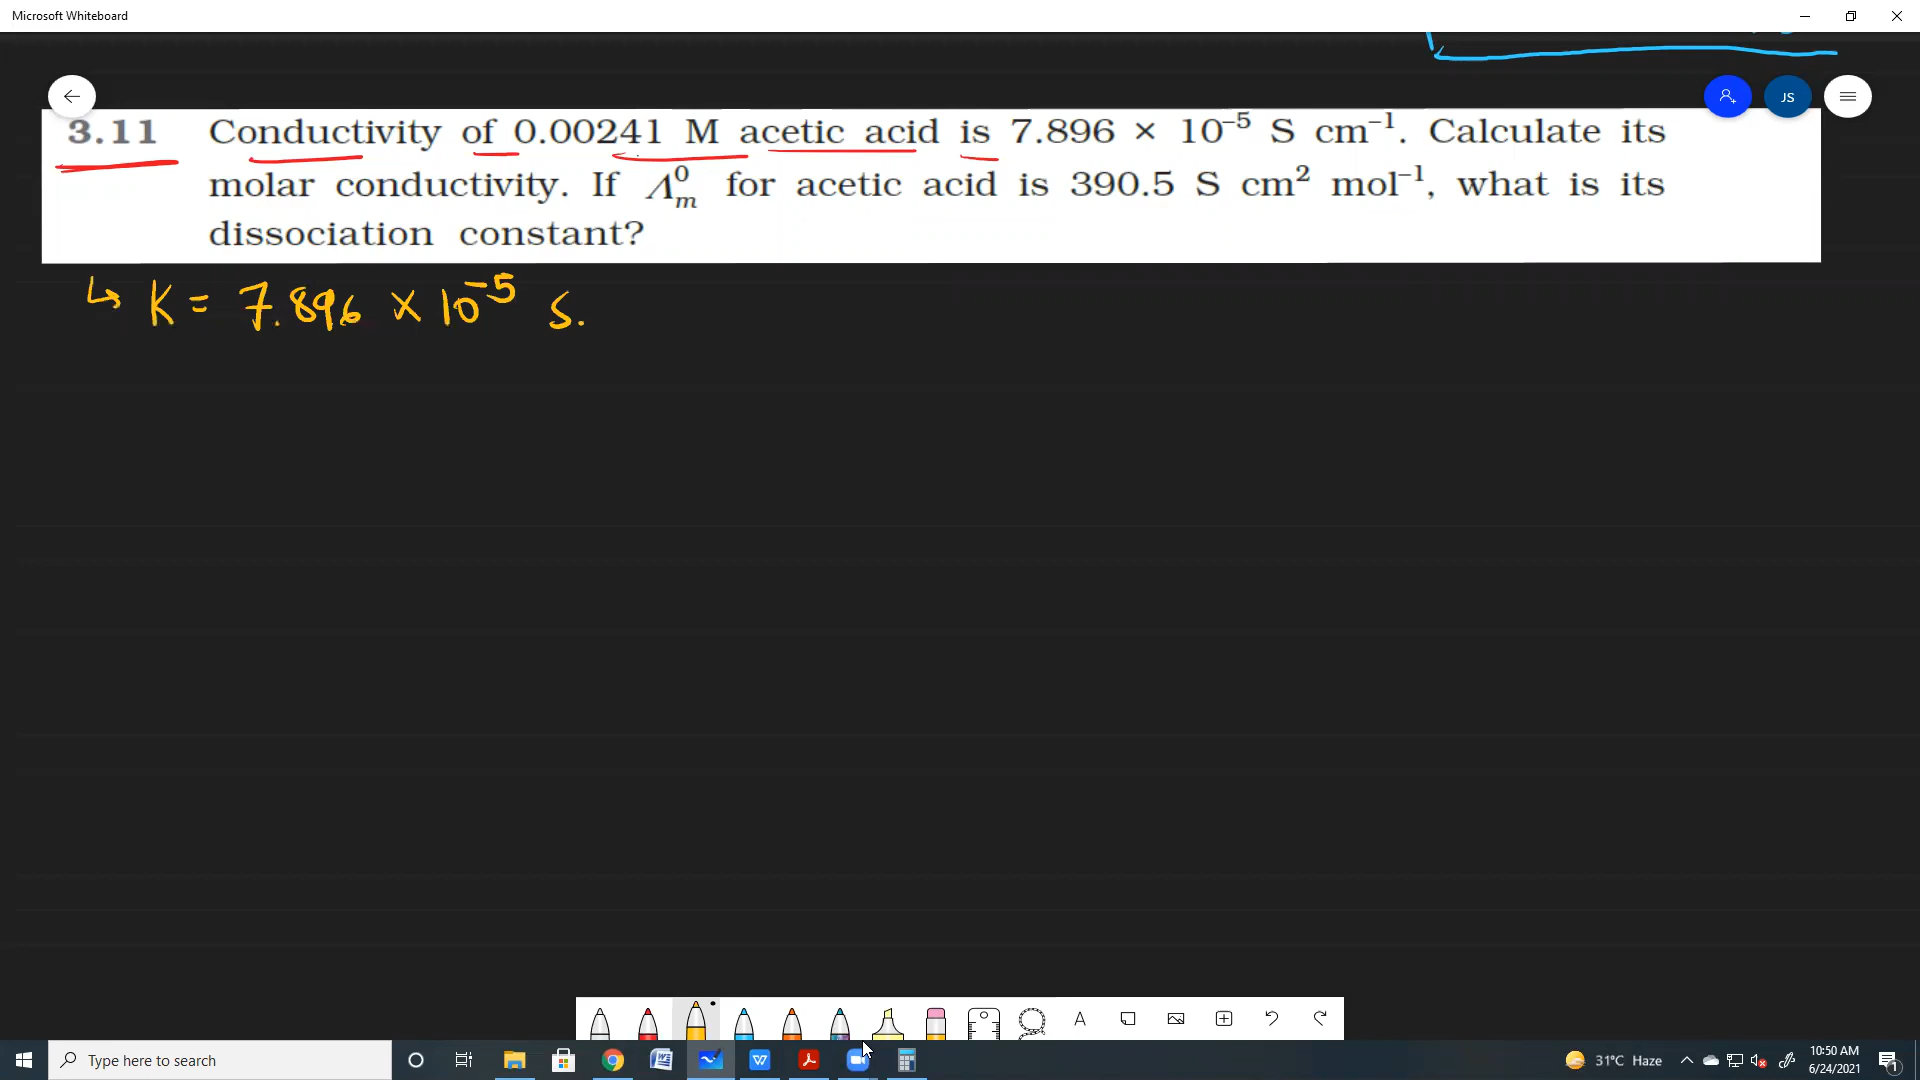 Microsoft Whiteboard
JS
3.11 Conductivity of 0.00241 M acetic acid is 7.896 × 10⁻⁵ S cm⁻¹. Calculate its
molar conductivity. If Λ⁰ₘ for acetic acid is 390.5 S cm² mol⁻¹, what is its
dissociation constant?
↳ K = 7.896 × 10⁻⁵ S.
A
Type here to search
W
31°C Haze
10:50 AM
6/24/2021
1